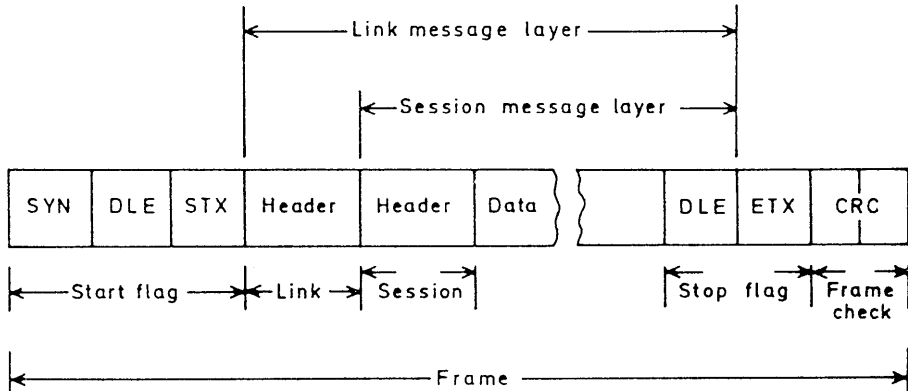 Link message layer
Session message layer
SYN DLE STX Header Header Data DLE ETX CRC
Start flag Link Session Stop flag Frame
check
Frame